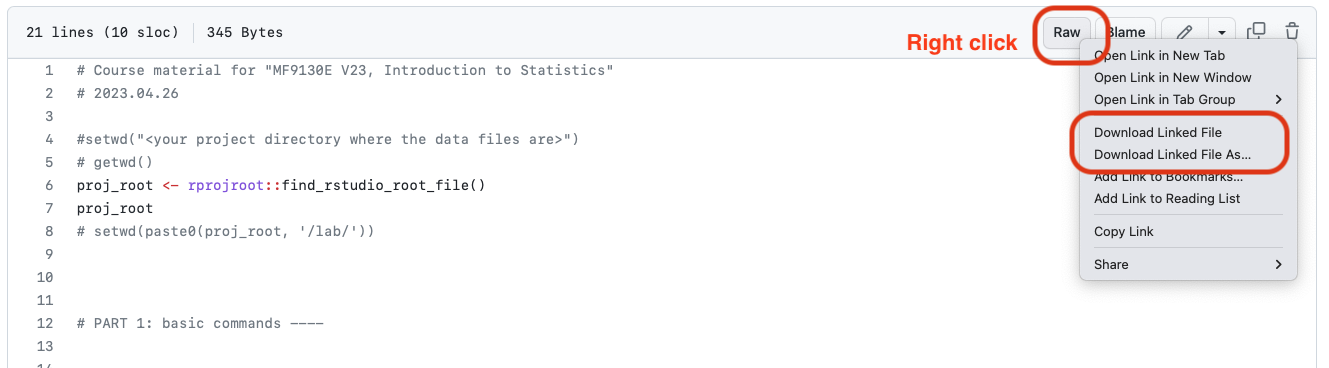 21 lines (10 sloc) 345 Bytes
Right click
Raw
Blame
Open Link in New Tab
Open Link in New Window
Open Link in Tab Group
Download Linked File
Download Linked File As...
Add Link to Bookmarks...
Add Link to Reading List
Copy Link
Share
1 # Course material for "MF9130E V23, Introduction to Statistics"
2 # 2023.04.26
3
4 #setwd("<your project directory where the data files are>")
5 # getwd()
6 proj_root <- rprojroot::find_rstudio_root_file()
7 proj_root
8 # setwd(paste0(proj_root, '/lab/'))
9
10
11
12 # PART 1: basic commands ----
13
14